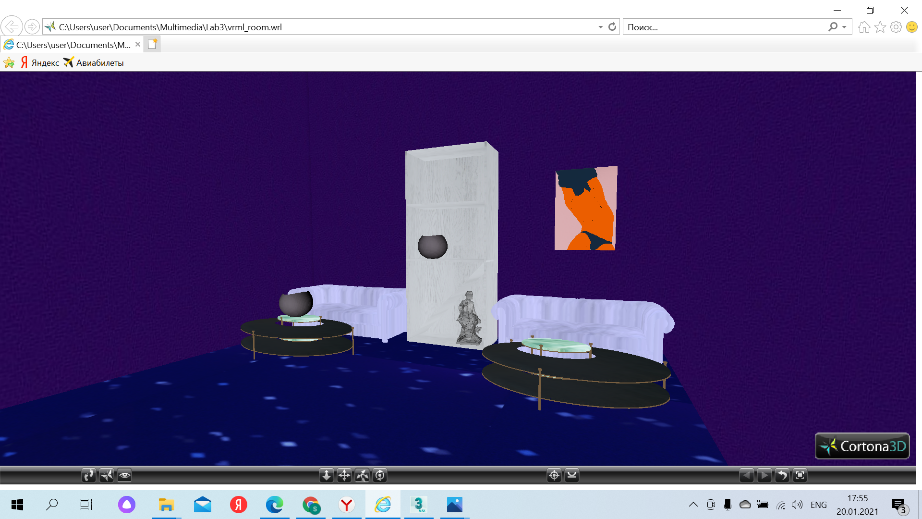 C:\Users\user\Documents\Multimedia\Lab3\vrml_room.wrl
Поиск...
C:\Users\user\Documents\M...
Яндекс
Авиабилеты
Cortona3D
ENG
17:55
20.01.2021
3